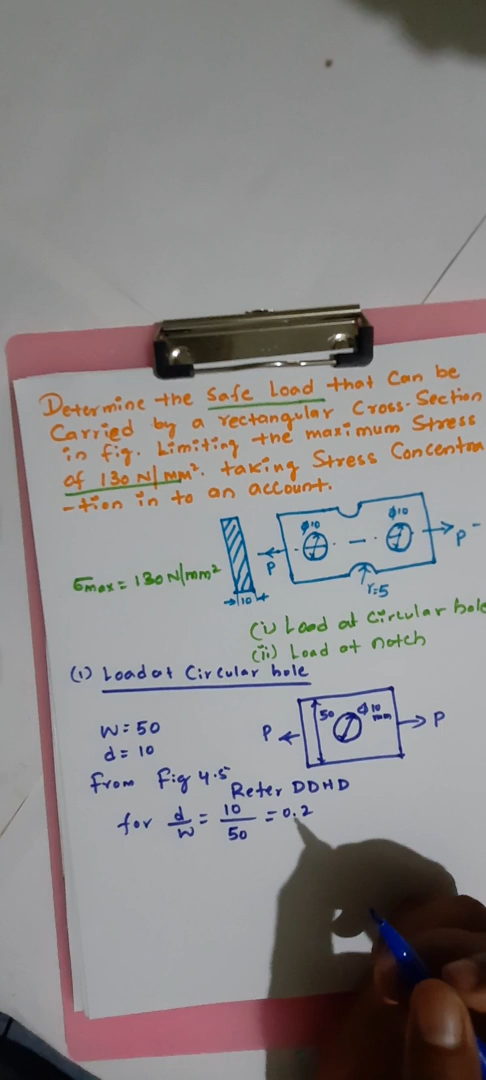 Determine the Safe Load that Can be
Carried by a rectangular Cross-Section
in fig. Limiting the maximum Stress
of 130 N/MM². taking Stress Concentra
-tion in to an account.
σmax = 130 N/mm²
10
P
φ10
φ10
P
r=5
(i) Load at Circular hole
(ii) Load at notch
(1) Load at Circular hole
W = 50
d = 10
P
50
φ10
mm
P
from Fig 4.5
Reter DDHD
for d/W = 10/50 = 0.2